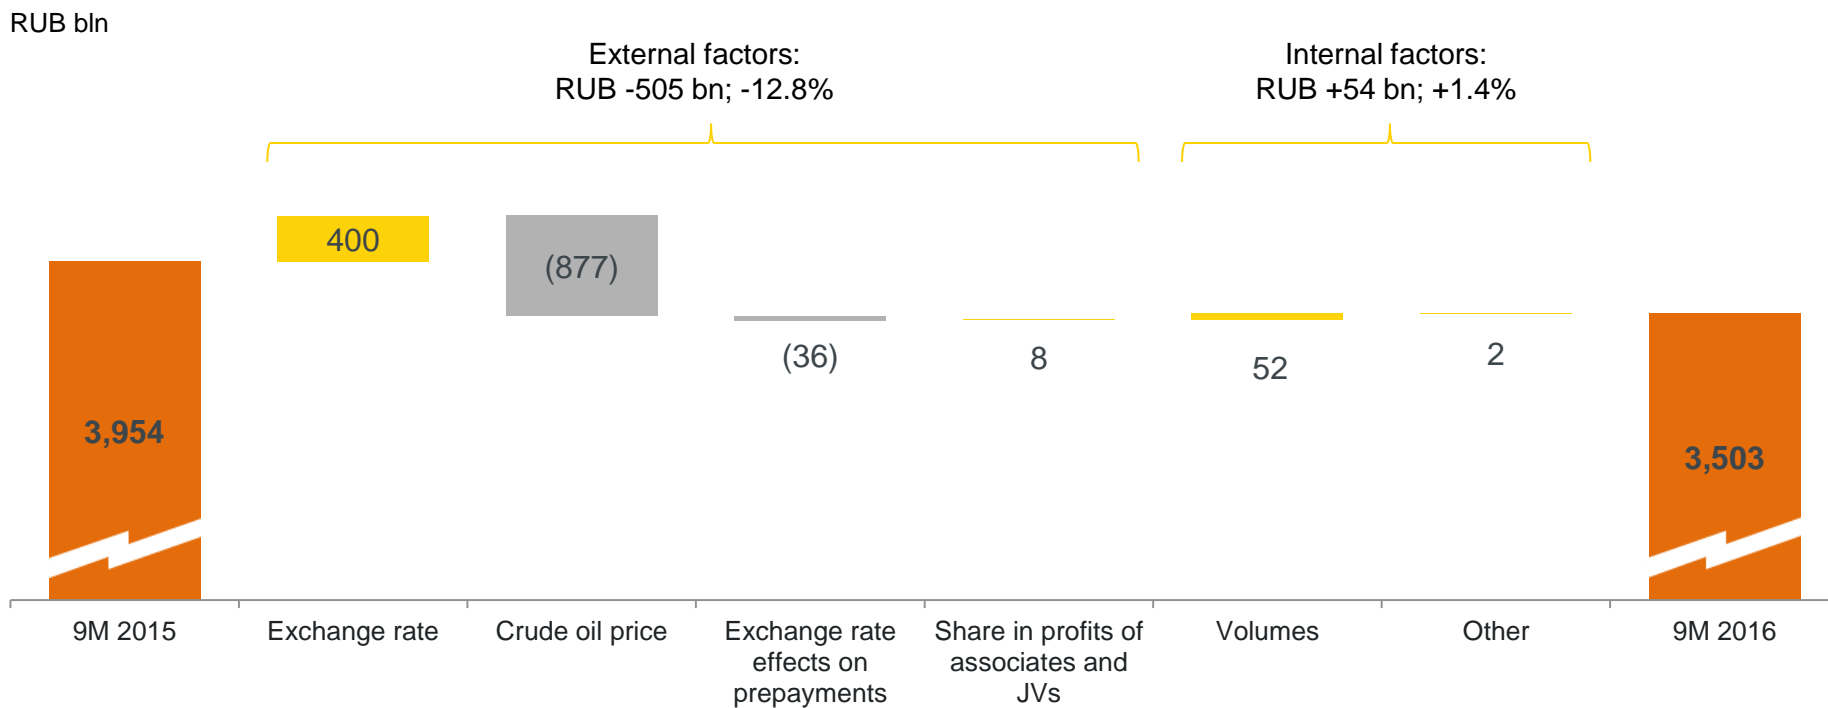 RUB bln
External factors:
RUB -505 bn; -12.8%
Internal factors:
RUB +54 bn; +1.4%
400
(877)
(36)
8
52
2
3,954
3,503
9M 2015
Exchange rate
Crude oil price
Exchange rate
effects on
prepayments
Share in profits of
associates and
JVs
Volumes
Other
9M 2016